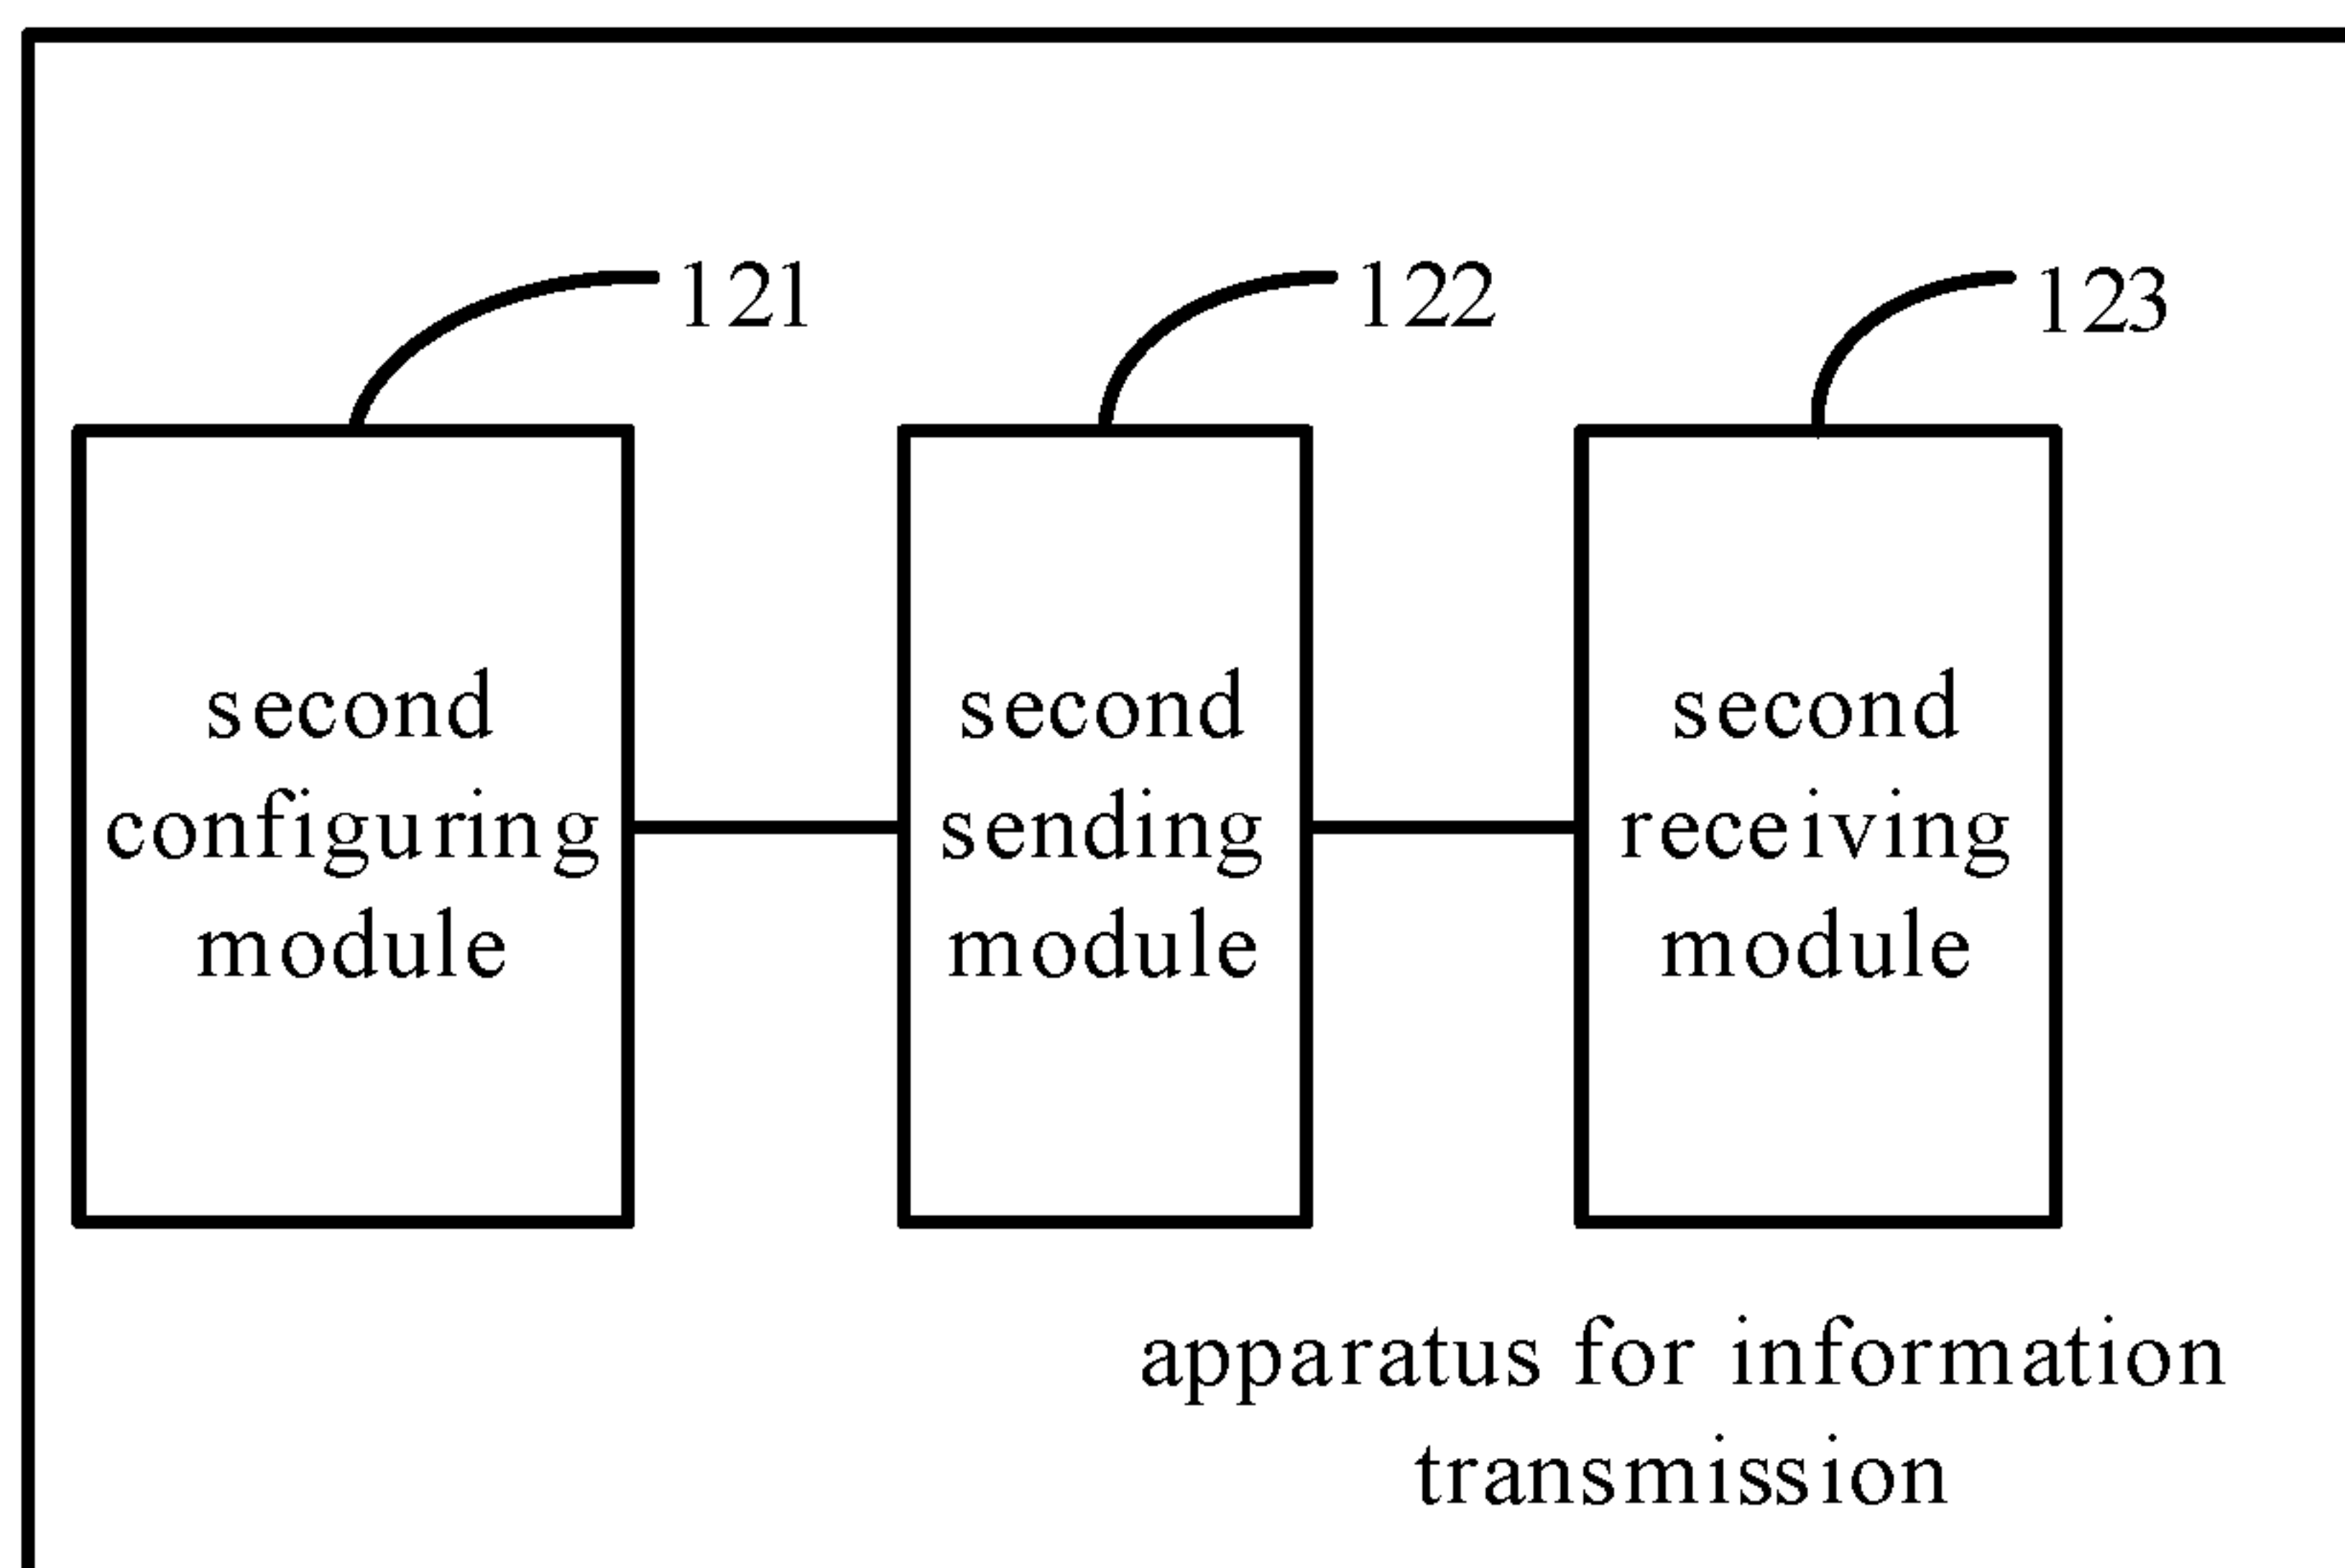 121
122
123
second
configuring
module
second
sending
module
second
receiving
module
apparatus for information
transmission